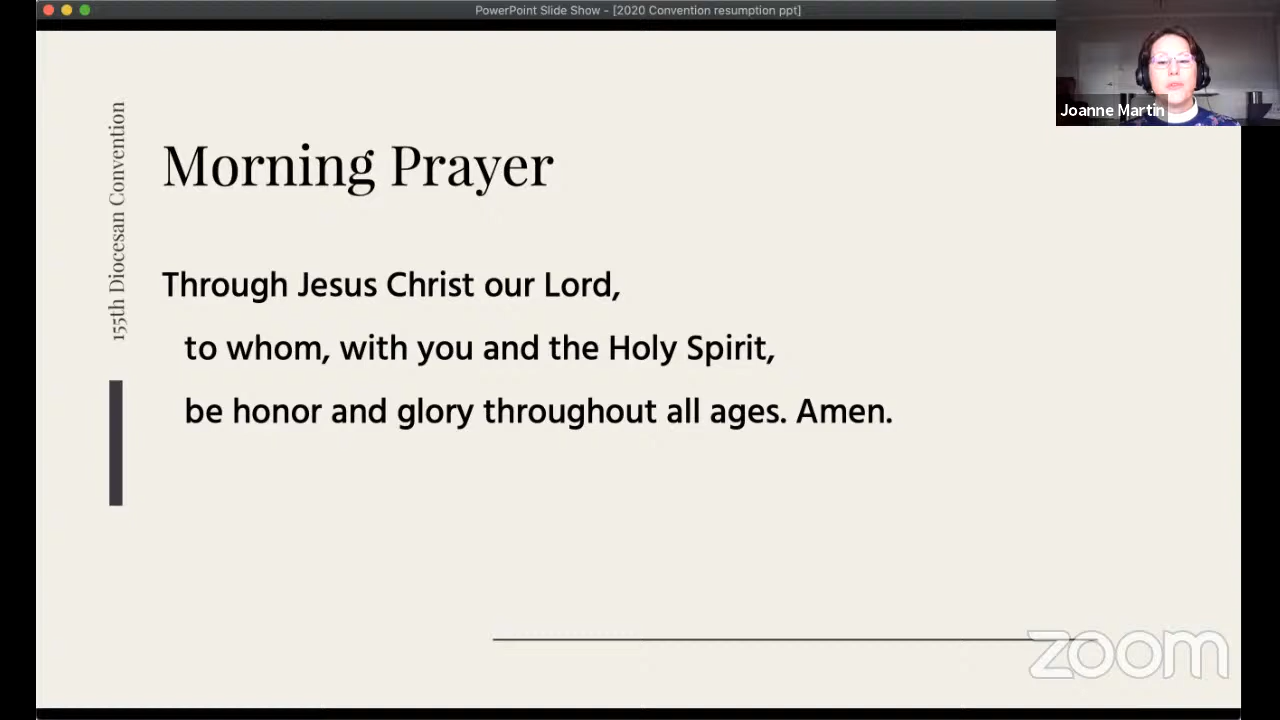 PowerPoint Slide Show - [2020 Convention resumption ppt]
Joanne Martin
155th Diocesan Convention
Morning Prayer
Through Jesus Christ our Lord,
to whom, with you and the Holy Spirit,
be honor and glory throughout all ages. Amen.
zoom